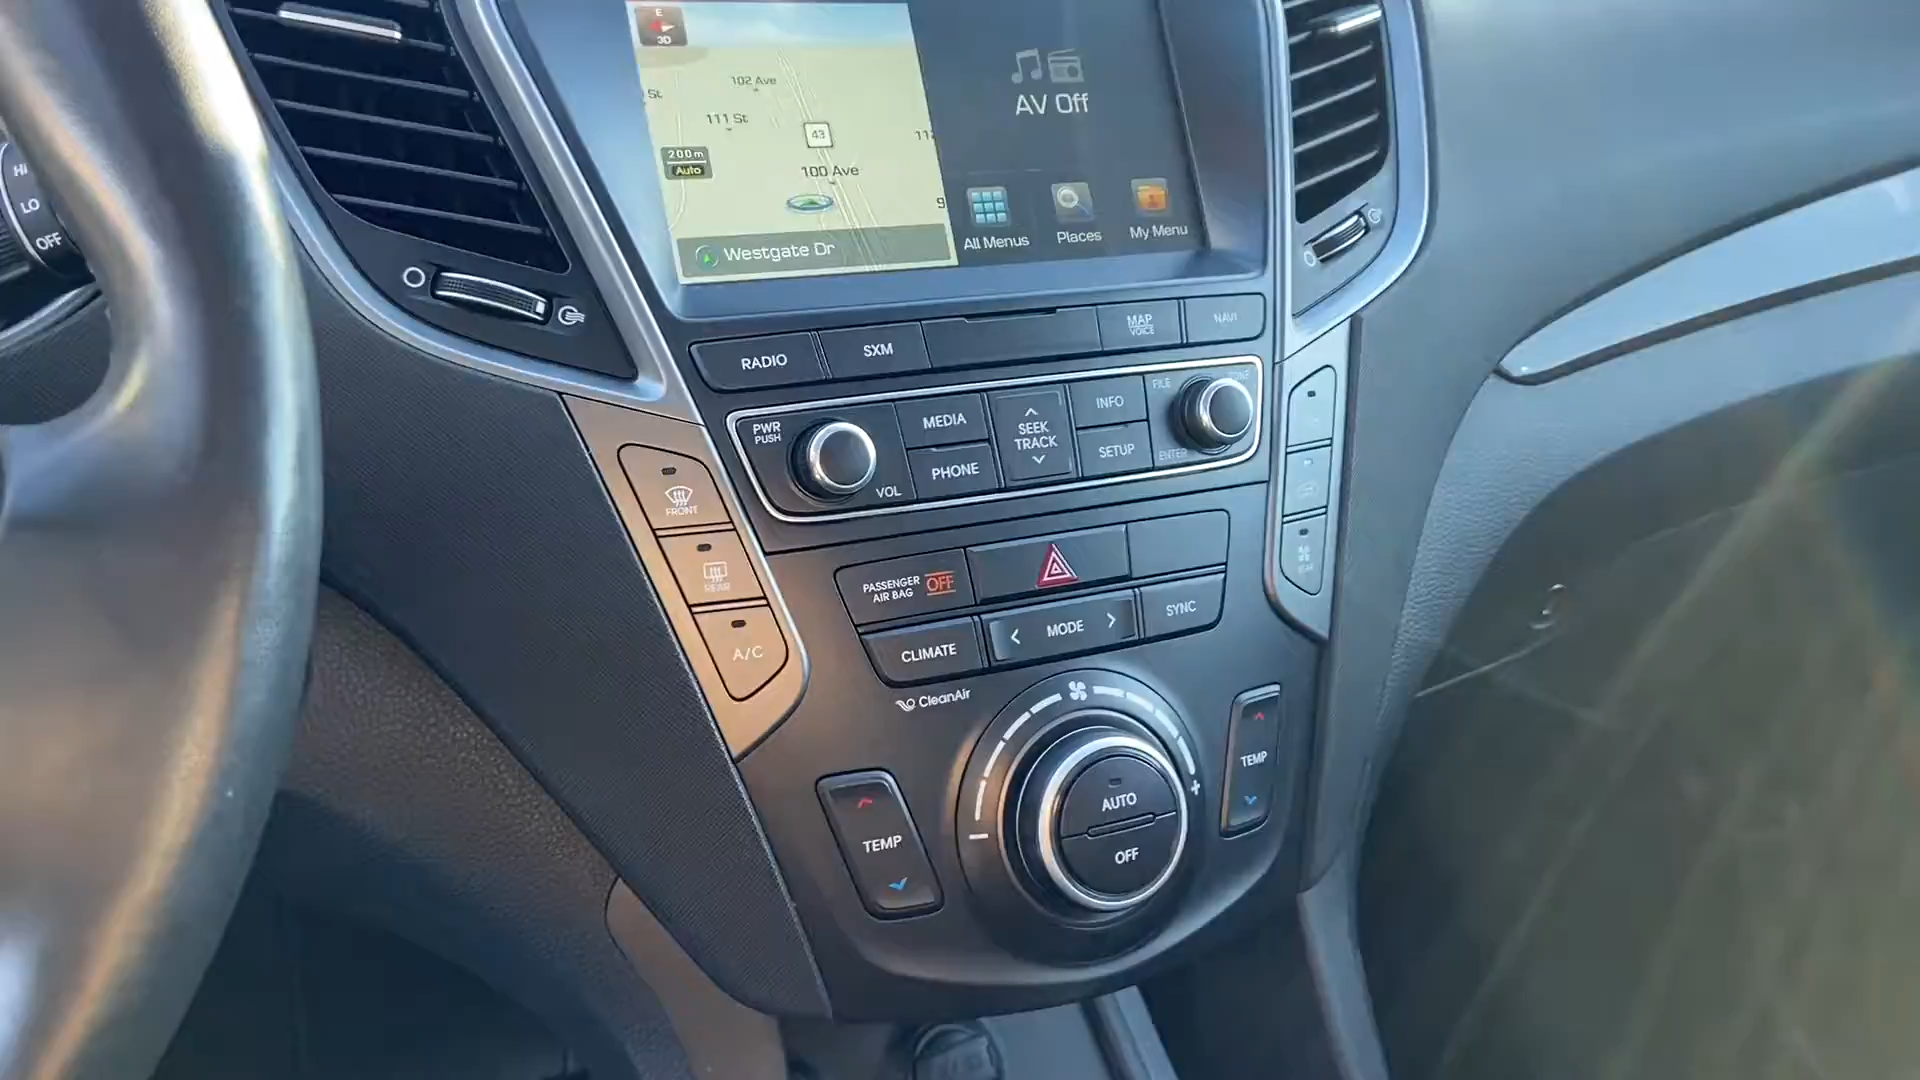 E
3D
102 Ave
St
111 St
43
200m
Auto
100 Ave
Westgate Dr
AV Off
All Menus
Places
My Menu
HI
LO
OFF
RADIO
SXM
MAP
VOICE
NAVI
PWR
PUSH
VOL
MEDIA
PHONE
SEEK
TRACK
INFO
SETUP
FILE
TUNE
ENTER
FRONT
REAR
A/C
PASSENGER
AIR BAG
OFF
CLIMATE
< MODE >
SYNC
CleanAir
TEMP
AUTO
OFF
- +
TEMP